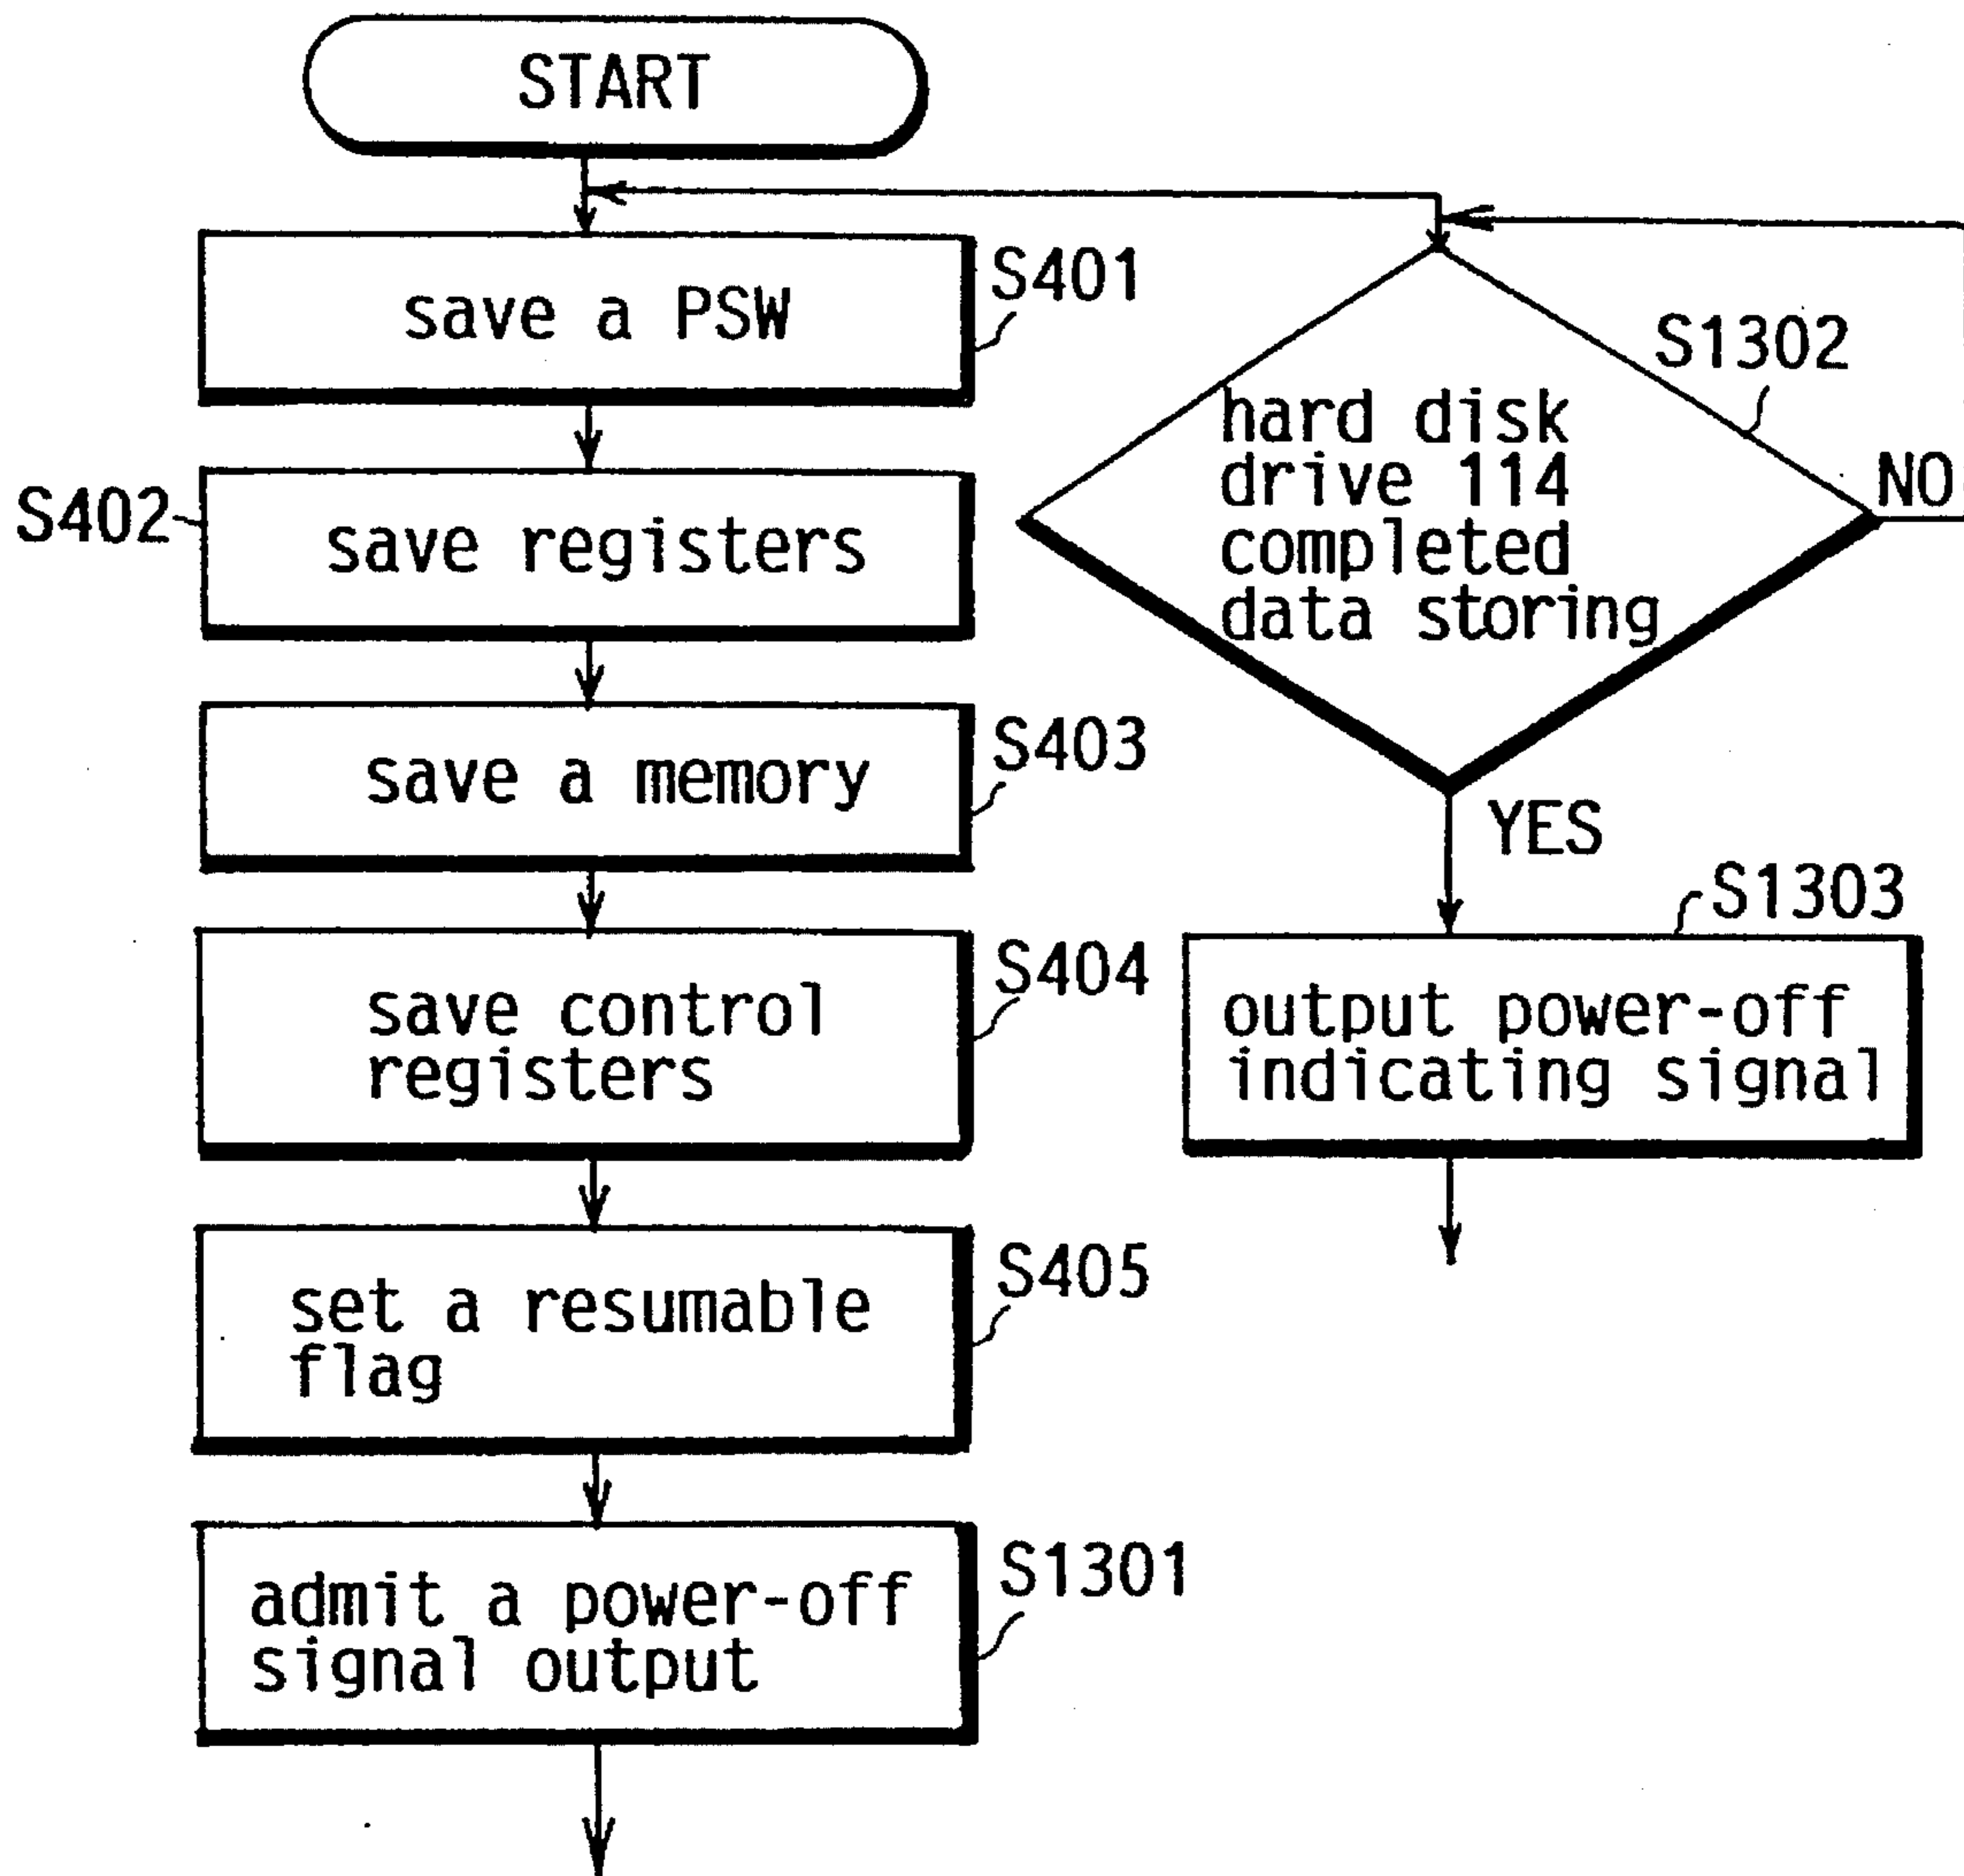 START
save a PSW
S401
S402
save registers
save a memory
S403
save control
registers
S404
set a resumable
flag
S405
admit a power-off
signal output
S1301
S1302
hard disk
drive 114
completed
data storing
NO
YES
S1303
output power-off
indicating signal